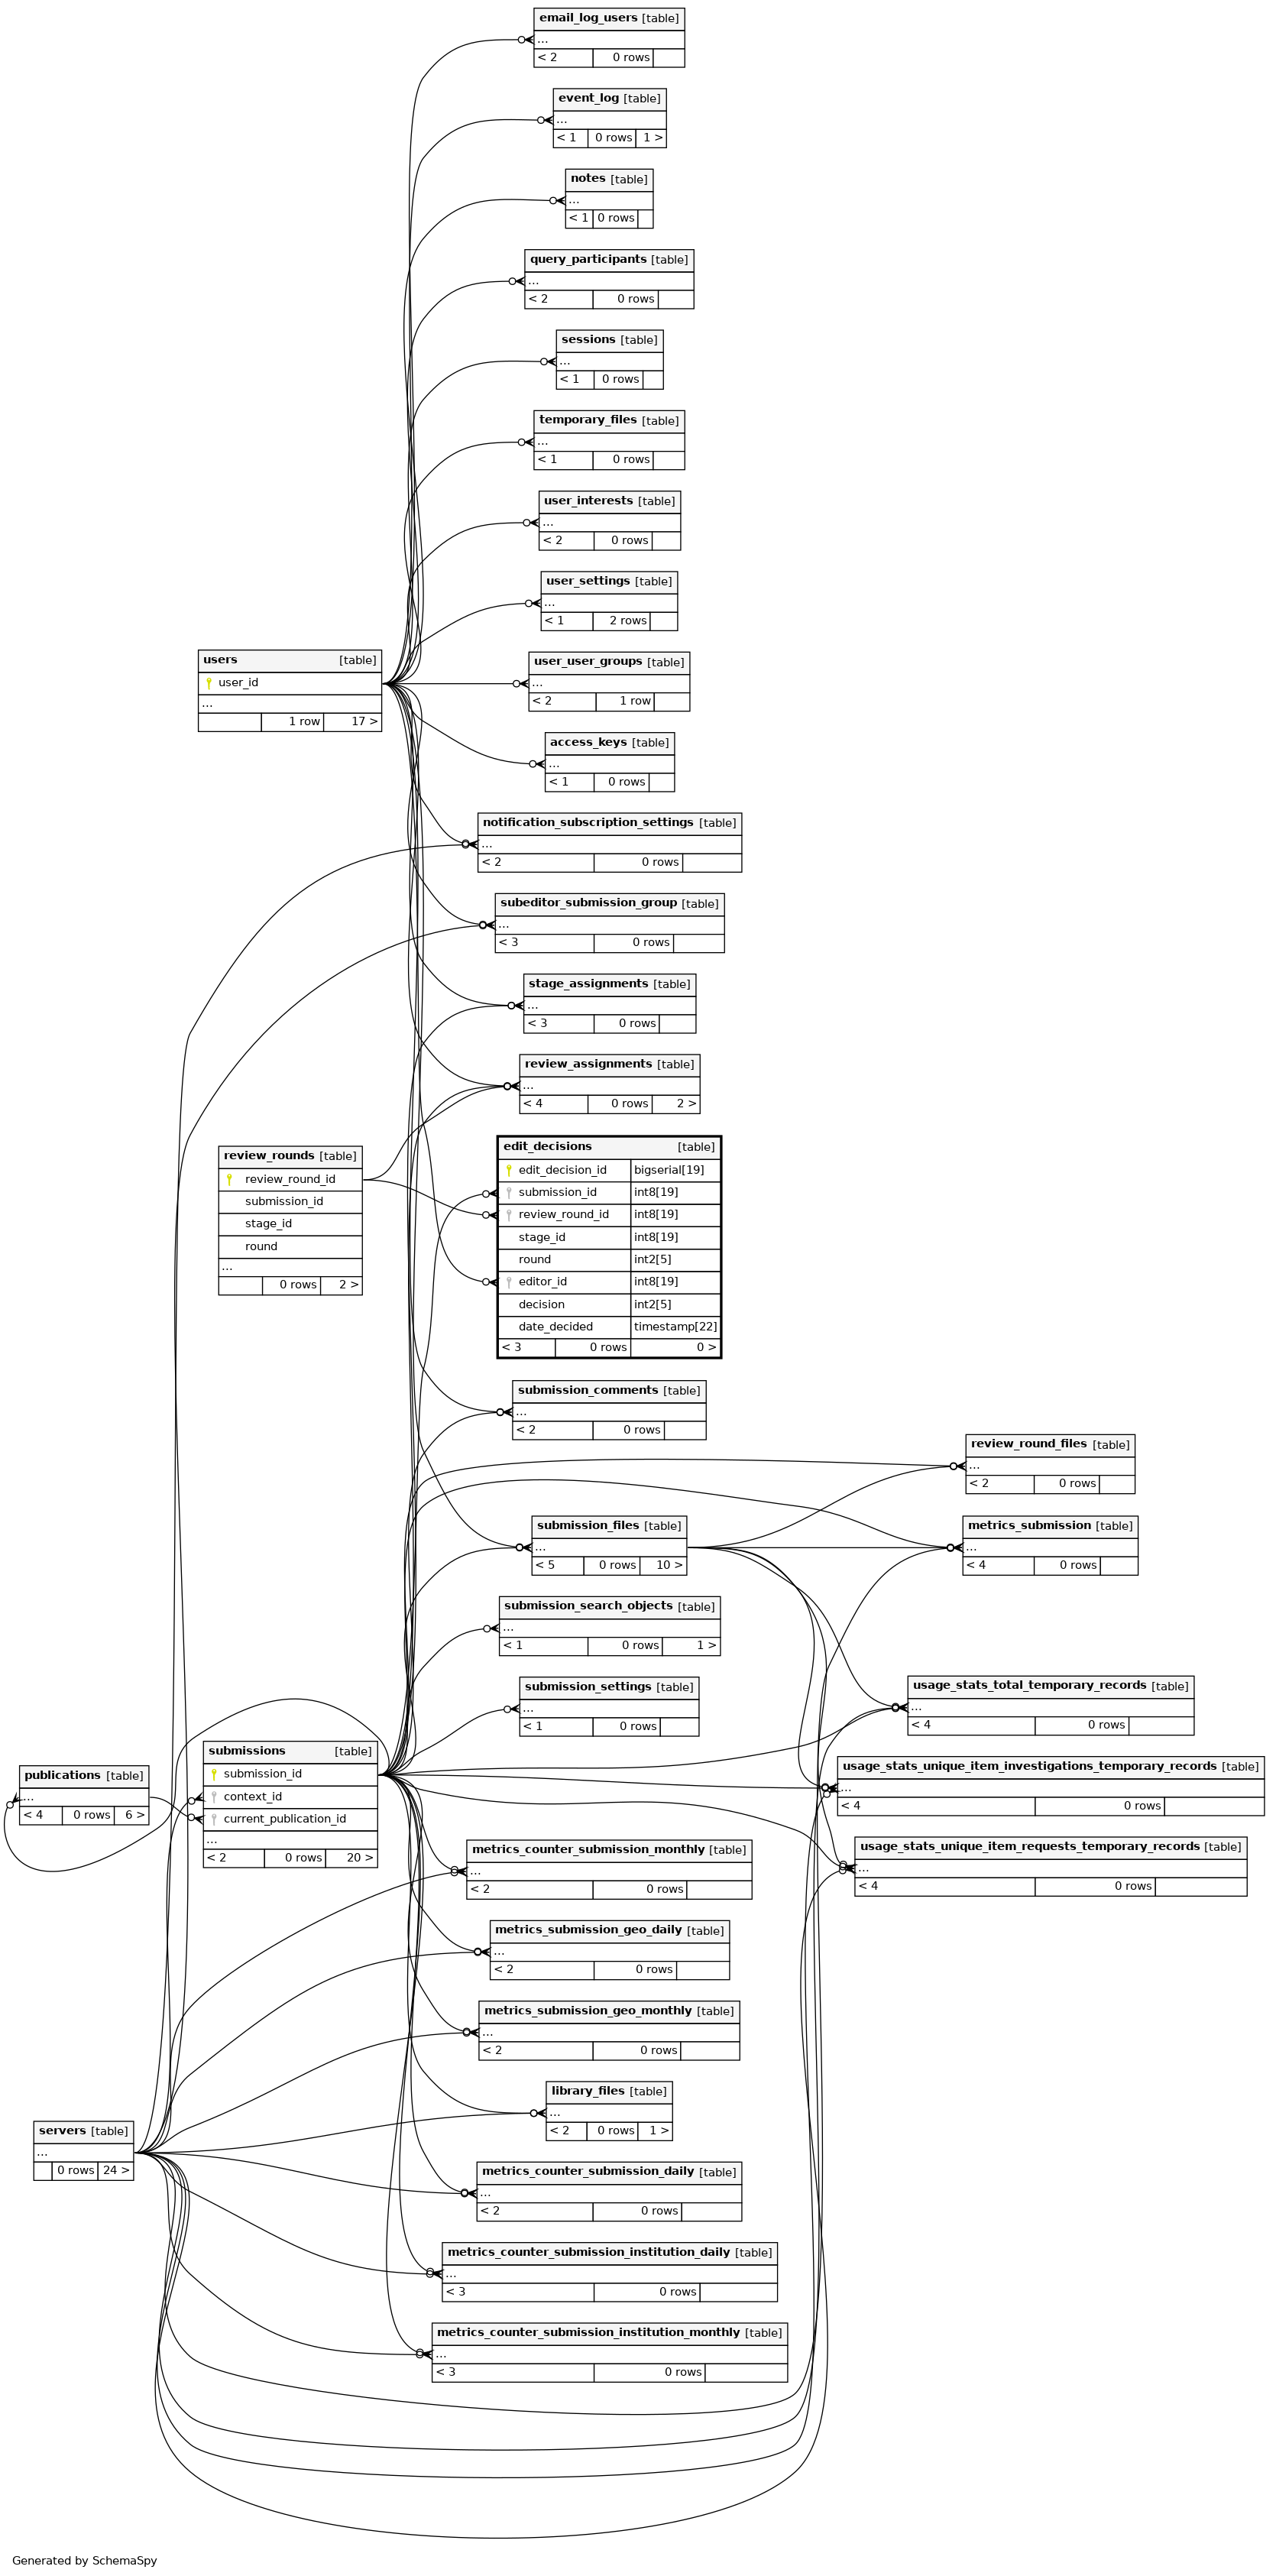 email_log_users [table]
...
< 2 0 rows
event_log [table]
...
< 1 0 rows 1 >
notes [table]
...
< 1 0 rows
query_participants [table]
...
< 2 0 rows
sessions [table]
...
< 1 0 rows
temporary_files [table]
...
< 1 0 rows
user_interests [table]
...
< 2 0 rows
user_settings [table]
...
< 1 2 rows
users [table]
user_id
...
1 row 17 >
user_user_groups [table]
...
< 2 1 row
access_keys [table]
...
< 1 0 rows
notification_subscription_settings [table]
...
< 2 0 rows
subeditor_submission_group [table]
...
< 3 0 rows
stage_assignments [table]
...
< 3 0 rows
review_assignments [table]
...
< 4 0 rows 2 >
review_rounds [table]
review_round_id
submission_id
stage_id
round
...
0 rows 2 >
edit_decisions [table]
edit_decision_id bigserial[19]
submission_id int8[19]
review_round_id int8[19]
stage_id int8[19]
round int2[5]
editor_id int8[19]
decision int2[5]
date_decided timestamp[22]
< 3 0 rows 0 >
submission_comments [table]
...
< 2 0 rows
review_round_files [table]
...
< 2 0 rows
submission_files [table]
...
< 5 0 rows 10 >
metrics_submission [table]
...
< 4 0 rows
submission_search_objects [table]
...
< 1 0 rows 1 >
submission_settings [table]
...
< 1 0 rows
usage_stats_total_temporary_records [table]
...
< 4 0 rows
publications [table]
...
< 4 0 rows 6 >
submissions [table]
submission_id
context_id
current_publication_id
...
< 2 0 rows 20 >
usage_stats_unique_item_investigations_temporary_records [table]
...
< 4 0 rows
usage_stats_unique_item_requests_temporary_records [table]
...
< 4 0 rows
metrics_counter_submission_monthly [table]
...
< 2 0 rows
metrics_submission_geo_daily [table]
...
< 2 0 rows
metrics_submission_geo_monthly [table]
...
< 2 0 rows
library_files [table]
...
< 2 0 rows 1 >
servers [table]
...
0 rows 24 >
metrics_counter_submission_daily [table]
...
< 2 0 rows
metrics_counter_submission_institution_daily [table]
...
< 3 0 rows
metrics_counter_submission_institution_monthly [table]
...
< 3 0 rows
Generated by SchemaSpy